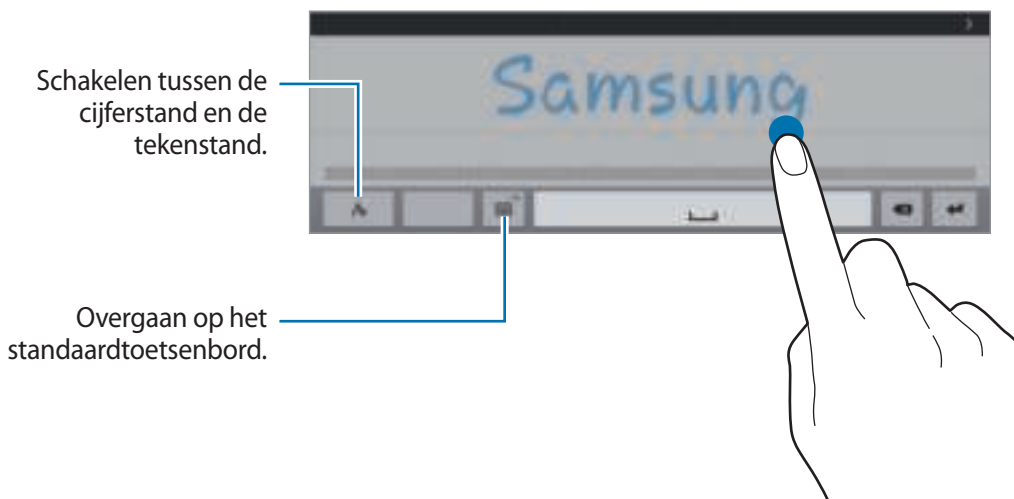 Samsung
Schakelen tussen de
cijferstand en de
tekenstand.
Overgaan op het
standaardtoetsenbord.